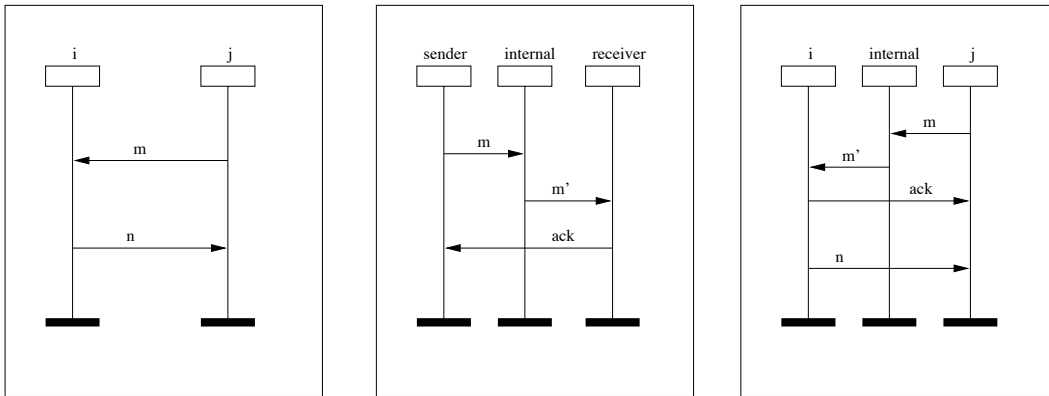 i j
m
n
sender internal receiver
m
m'
ack
i internal j
m
m'
ack
n